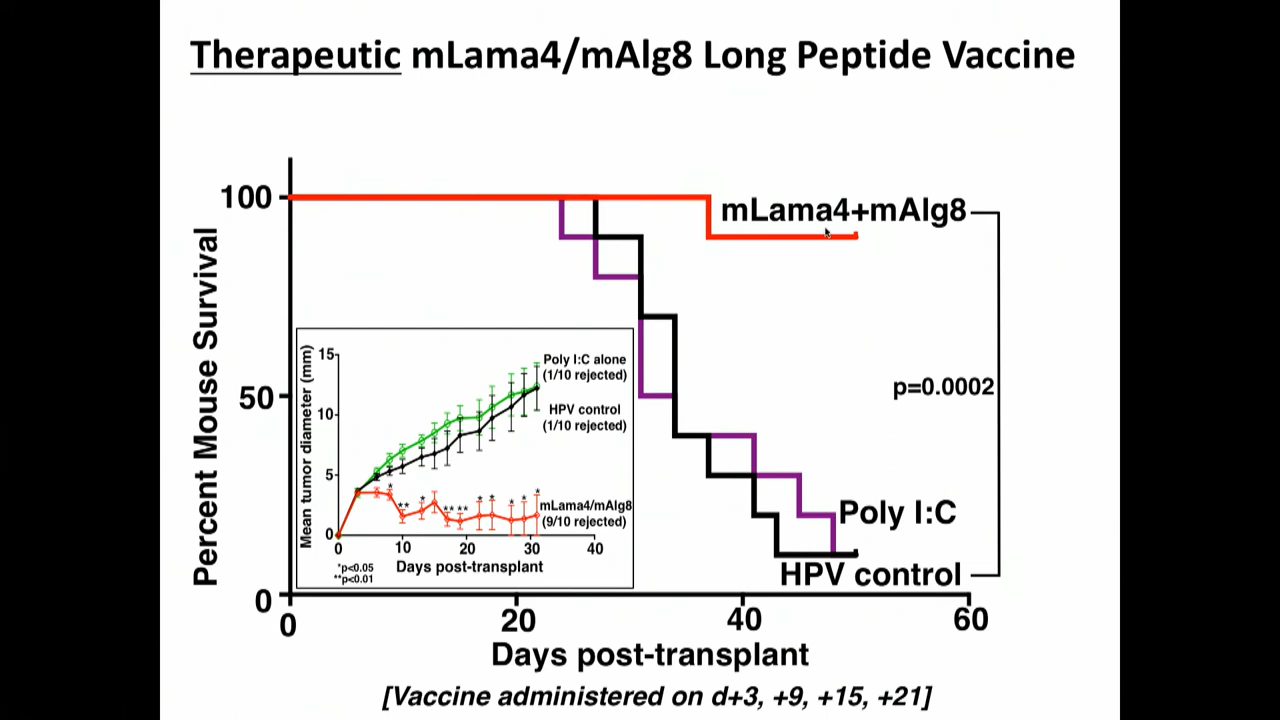 Therapeutic mLama4/mAlg8 Long Peptide Vaccine
Percent Mouse Survival
100
50
0
0
20
40
60
Days post-transplant
[Vaccine administered on d+3, +9, +15, +21]
mLama4+mAlg8
p=0.0002
Poly I:C
HPV control
Mean tumor diameter (mm)
15
10
5
0
0
10
20
30
40
Days post-transplant
Poly I:C alone
(1/10 rejected)
HPV control
(1/10 rejected)
mLama4/mAlg8
(9/10 rejected)
*
**
*
**
**
*
*
*
*
*
*p<0.05
**p<0.01